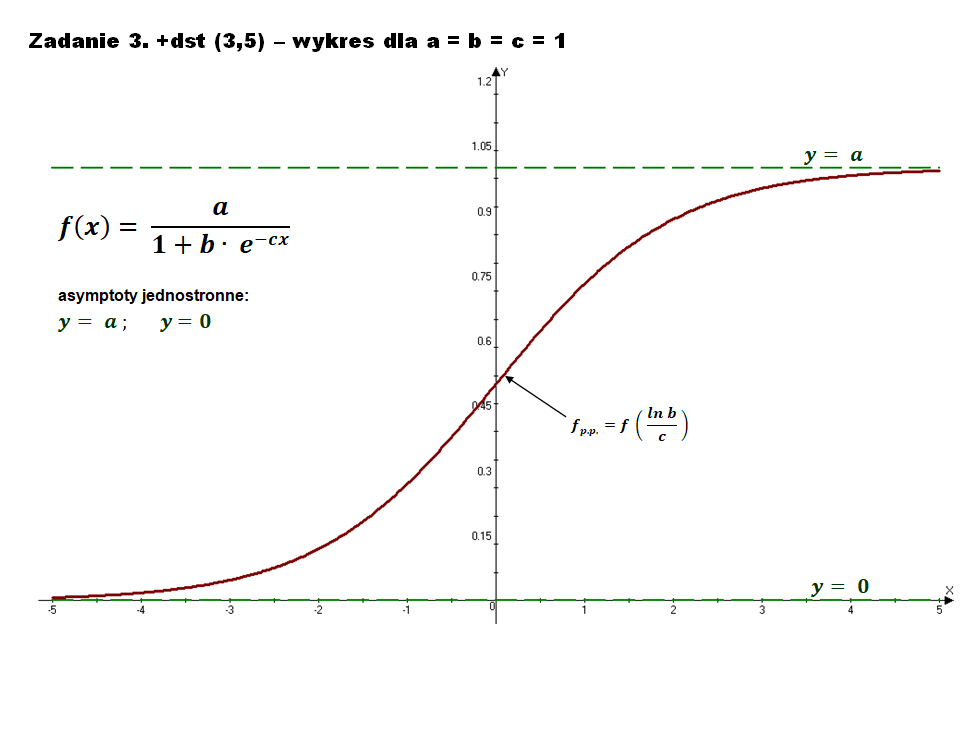 Zadanie 3. +dst (3,5) – wykres dla a = b = c = 1
Y
1.2
1.05
y = a
0.9
f(x) = a / (1 + b · e^{-cx})
0.75
asymptoty jednostronne:
y = a ; y = 0
0.6
0.45
f_{p.p.} = f (ln b / c)
0.3
0.15
y = 0
X
-5 -4 -3 -2 -1 0 1 2 3 4 5